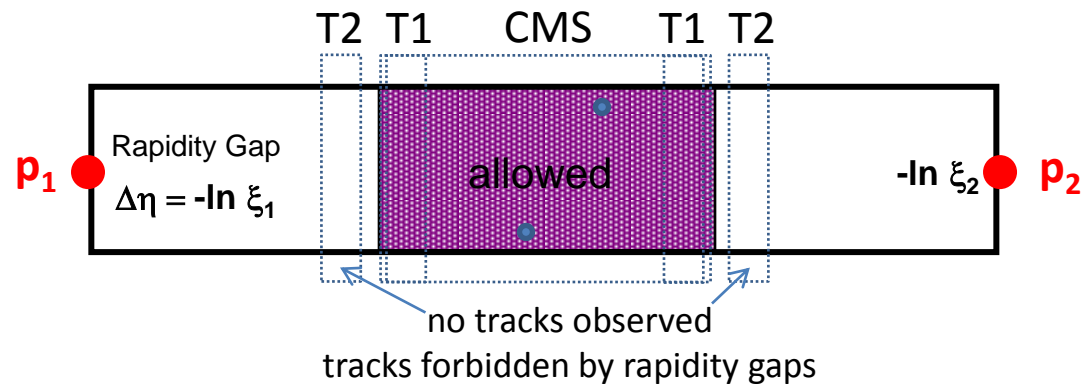 T2 T1 CMS T1 T2
Rapidity Gap
p₁ Δη = -ln ξ₁ allowed -ln ξ₂ p₂
no tracks observed
tracks forbidden by rapidity gaps